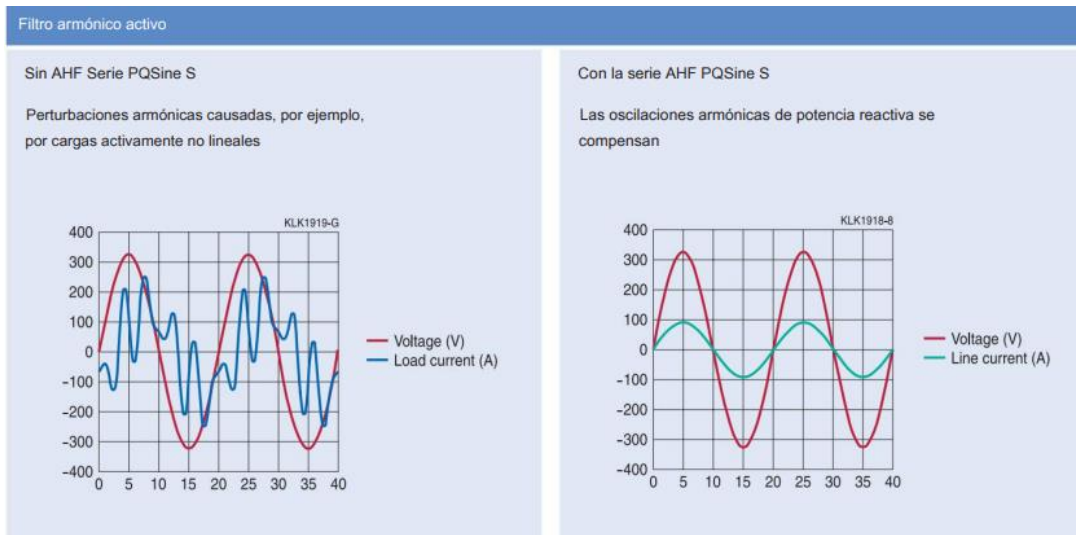 Filtro armónico activo
Sin AHF Serie PQSine S
Perturbaciones armónicas causadas, por ejemplo,
por cargas activamente no lineales
KLK1919-G
400
300
200
100
0
-100
-200
-300
-400
0 5 10 15 20 25 30 35 40
Voltage (V)
Load current (A)
Con la serie AHF PQSine S
Las oscilaciones armónicas de potencia reactiva se
compensan
KLK1918-8
400
300
200
100
0
-100
-200
-300
-400
0 5 10 15 20 25 30 35 40
Voltage (V)
Line current (A)